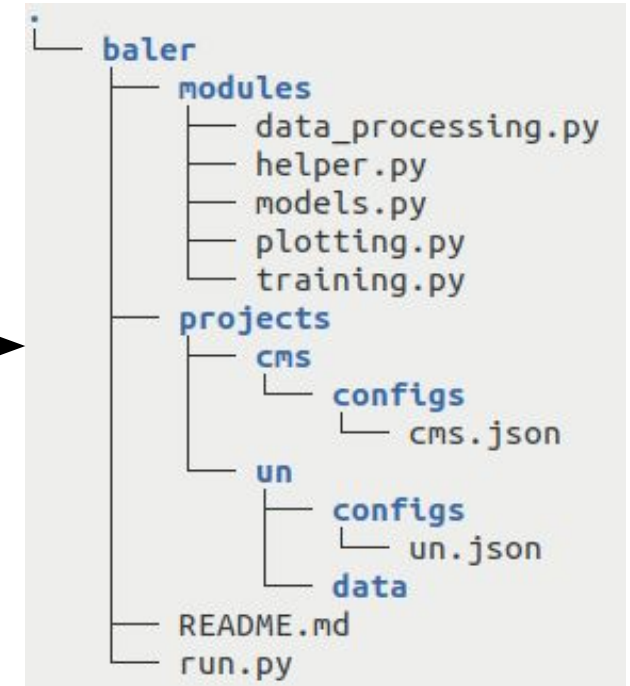 .
baler
modules
data_processing.py
helper.py
models.py
plotting.py
training.py
projects
cms
configs
cms.json
un
configs
un.json
data
README.md
run.py